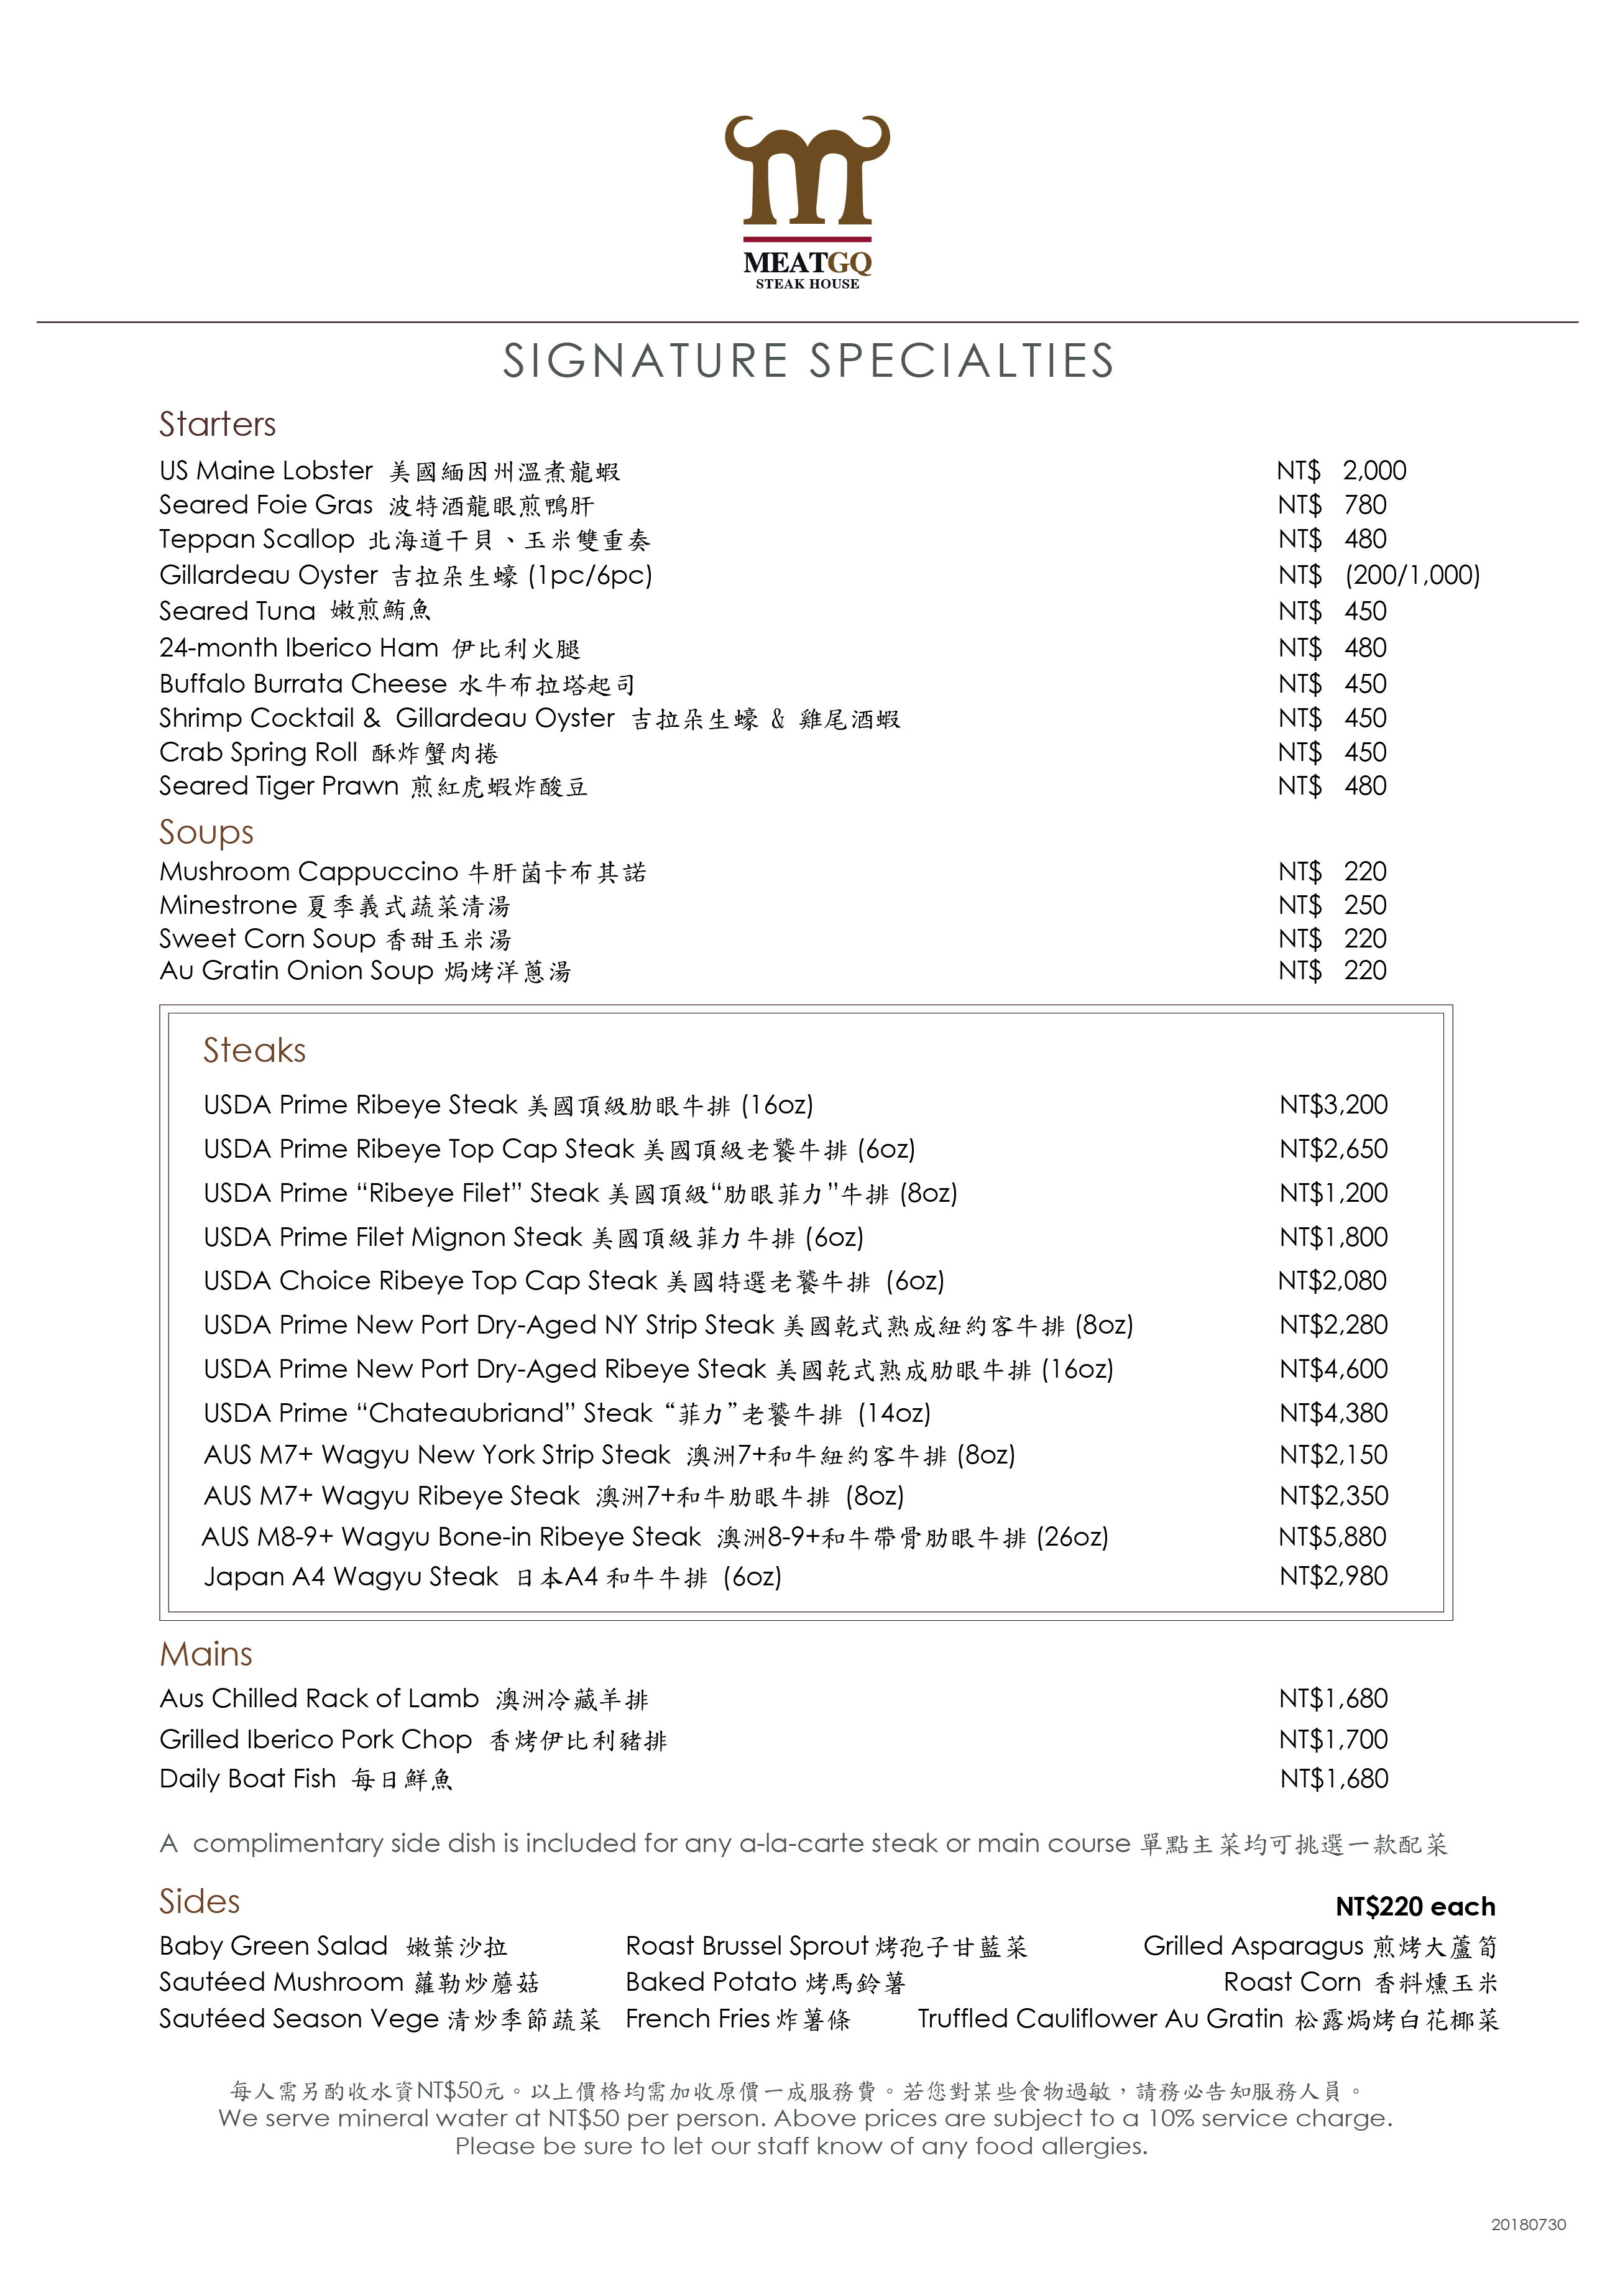 MEATGQ
STEAK HOUSE
SIGNATURE SPECIALTIES
Starters
US Maine Lobster 美國緬因州溫煮龍蝦 NT$ 2,000
Seared Foie Gras 波特酒龍眼煎鴨肝 NT$ 780
Teppan Scallop 北海道干貝、玉米雙重奏 NT$ 480
Gillardeau Oyster 吉拉朵生蠔 (1pc/6pc) NT$ (200/1,000)
Seared Tuna 嫩煎鮪魚 NT$ 450
24-month Iberico Ham 伊比利火腿 NT$ 480
Buffalo Burrata Cheese 水牛布拉塔起司 NT$ 450
Shrimp Cocktail & Gillardeau Oyster 吉拉朵生蠔 & 雞尾酒蝦 NT$ 450
Crab Spring Roll 酥炸蟹肉捲 NT$ 450
Seared Tiger Prawn 煎紅虎蝦炸酸豆 NT$ 480
Soups
Mushroom Cappuccino 牛肝菌卡布其諾 NT$ 220
Minestrone 夏季義式蔬菜清湯 NT$ 250
Sweet Corn Soup 香甜玉米湯 NT$ 220
Au Gratin Onion Soup 焗烤洋蔥湯 NT$ 220
Steaks
USDA Prime Ribeye Steak 美國頂級肋眼牛排 (16oz) NT$3,200
USDA Prime Ribeye Top Cap Steak 美國頂級老饕牛排 (6oz) NT$2,650
USDA Prime “Ribeye Filet” Steak 美國頂級“肋眼菲力”牛排 (8oz) NT$1,200
USDA Prime Filet Mignon Steak 美國頂級菲力牛排 (6oz) NT$1,800
USDA Choice Ribeye Top Cap Steak 美國特選老饕牛排 (6oz) NT$2,080
USDA Prime New Port Dry-Aged NY Strip Steak 美國乾式熟成紐約客牛排 (8oz) NT$2,280
USDA Prime New Port Dry-Aged Ribeye Steak 美國乾式熟成肋眼牛排 (16oz) NT$4,600
USDA Prime “Chateaubriand” Steak “菲力”老饕牛排 (14oz) NT$4,380
AUS M7+ Wagyu New York Strip Steak 澳洲7+和牛紐約客牛排 (8oz) NT$2,150
AUS M7+ Wagyu Ribeye Steak 澳洲7+和牛肋眼牛排 (8oz) NT$2,350
AUS M8-9+ Wagyu Bone-in Ribeye Steak 澳洲8-9+和牛帶骨肋眼牛排 (26oz) NT$5,880
Japan A4 Wagyu Steak 日本A4 和牛牛排 (6oz) NT$2,980
Mains
Aus Chilled Rack of Lamb 澳洲冷藏羊排 NT$1,680
Grilled Iberico Pork Chop 香烤伊比利豬排 NT$1,700
Daily Boat Fish 每日鮮魚 NT$1,680
A complimentary side dish is included for any a-la-carte steak or main course 單點主菜均可挑選一款配菜
Sides NT$220 each
Baby Green Salad 嫩葉沙拉 Roast Brussel Sprout 烤孢子甘藍菜 Grilled Asparagus 煎烤大蘆筍
Sautéed Mushroom 蘿勒炒蘑菇 Baked Potato 烤馬鈴薯 Roast Corn 香料燻玉米
Sautéed Season Vege 清炒季節蔬菜 French Fries 炸薯條 Truffled Cauliflower Au Gratin 松露焗烤白花椰菜
每人需另酌收水資NT$50元。以上價格均需加收原價一成服務費。若您對某些食物過敏，請務必告知服務人員。
We serve mineral water at NT$50 per person. Above prices are subject to a 10% service charge.
Please be sure to let our staff know of any food allergies.
20180730